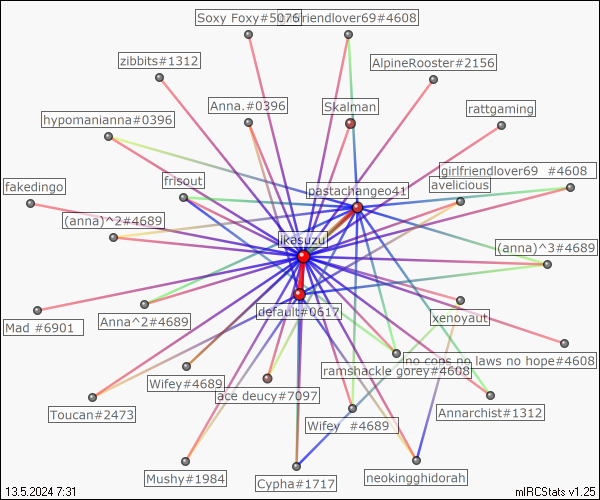 Soxy Foxy#5076
girlfriendlover69#4608
zibbits#1312
AlpineRooster#2156
Anna.#0396
Skalman
rattgaming
hypomanianna#0396
girlfriendlover69 #4608
frisout
avelicious
fakedingo
pastachangeo41
(anna)^2#4689
ikasuzu
(anna)^3#4689
default#0617
xenoyaut
Mad #6901
Anna^2#4689
no cops no laws no hope#4608
ramshackle gorey#4608
Wifey#4689
ace deucy#7097
Toucan#2473
Annarchist#1312
Wifey #4689
Mushy#1984
Cypha#1717
neokingghidorah
13.5.2024 7:31
mIRCStats v1.25